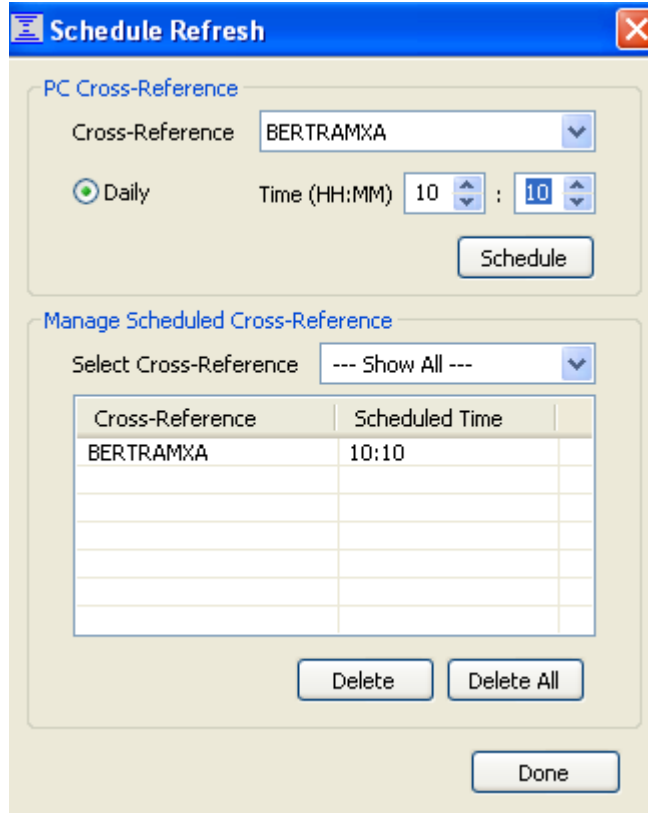 Schedule Refresh
PC Cross-Reference
Cross-Reference BERTRAMXA
Daily Time (HH:MM) 10 : 10
Schedule
Manage Scheduled Cross-Reference
Select Cross-Reference --- Show All ---
Cross-Reference Scheduled Time
BERTRAMXA 10:10
Delete Delete All
Done